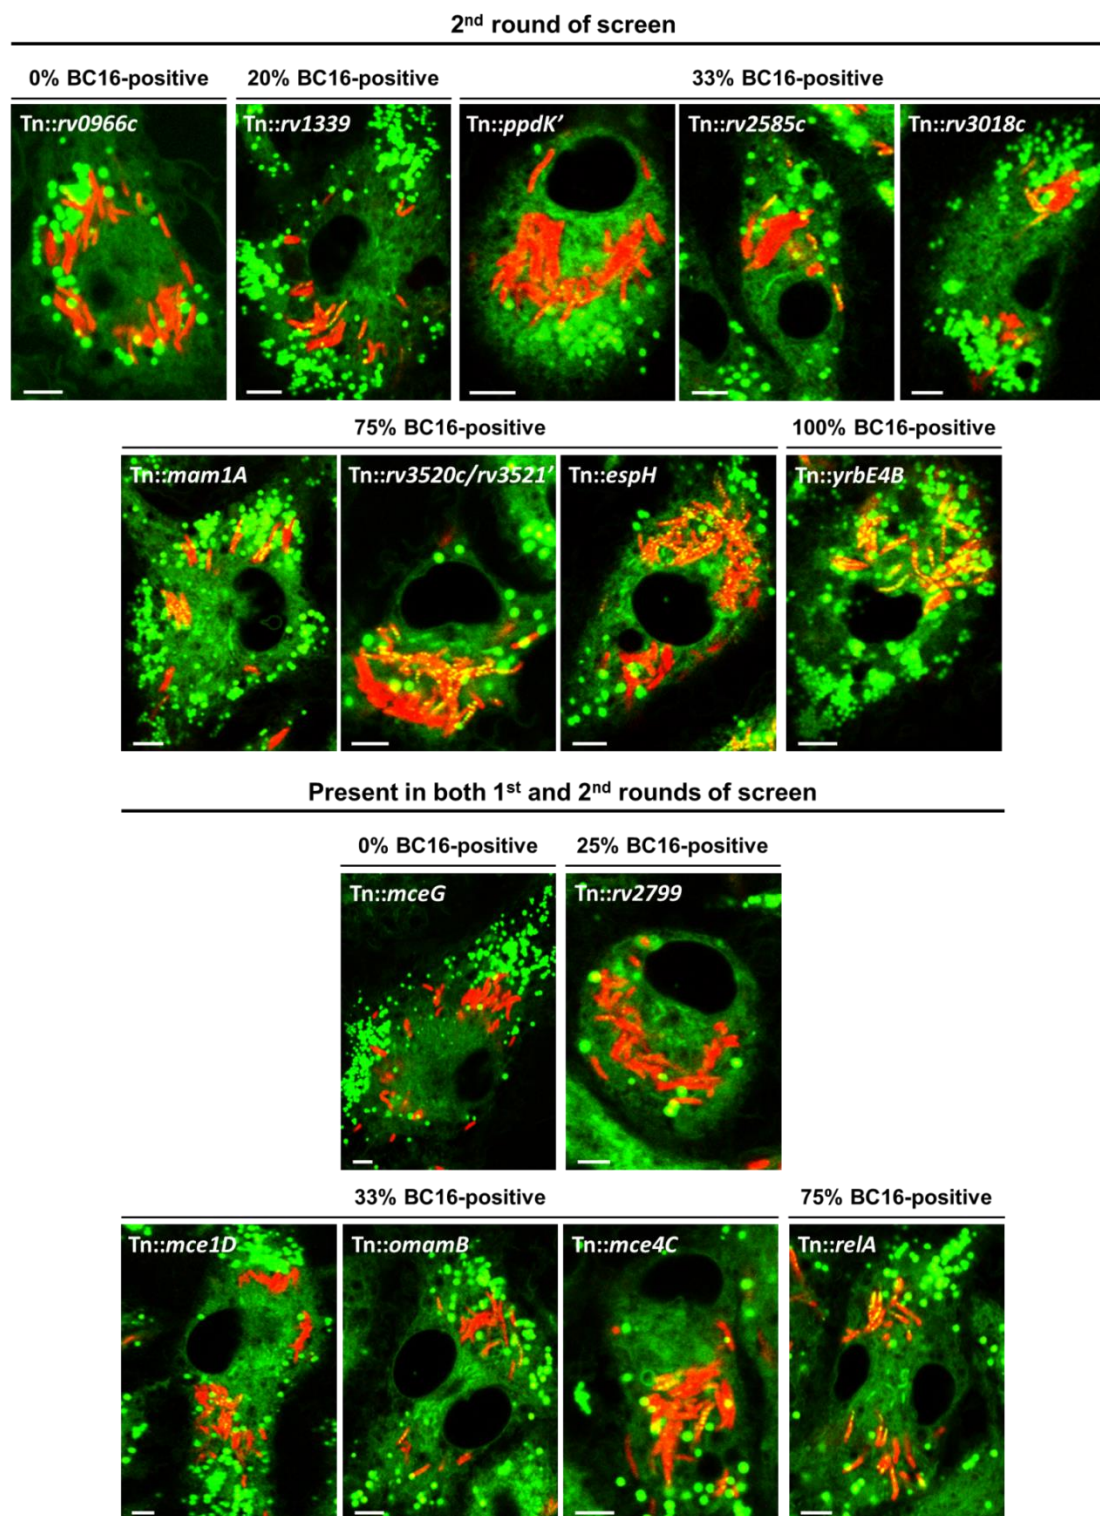 2nd round of screen
0% BC16-positive 20% BC16-positive 33% BC16-positive
Tn::rv0966c Tn::rv1339 Tn::ppdK’ Tn::rv2585c Tn::rv3018c
75% BC16-positive 100% BC16-positive
Tn::mam1A Tn::rv3520c/rv3521’ Tn::espH Tn::yrbE4B
Present in both 1st and 2nd rounds of screen
0% BC16-positive 25% BC16-positive
Tn::mceG Tn::rv2799
33% BC16-positive 75% BC16-positive
Tn::mce1D Tn::omamB Tn::mce4C Tn::relA